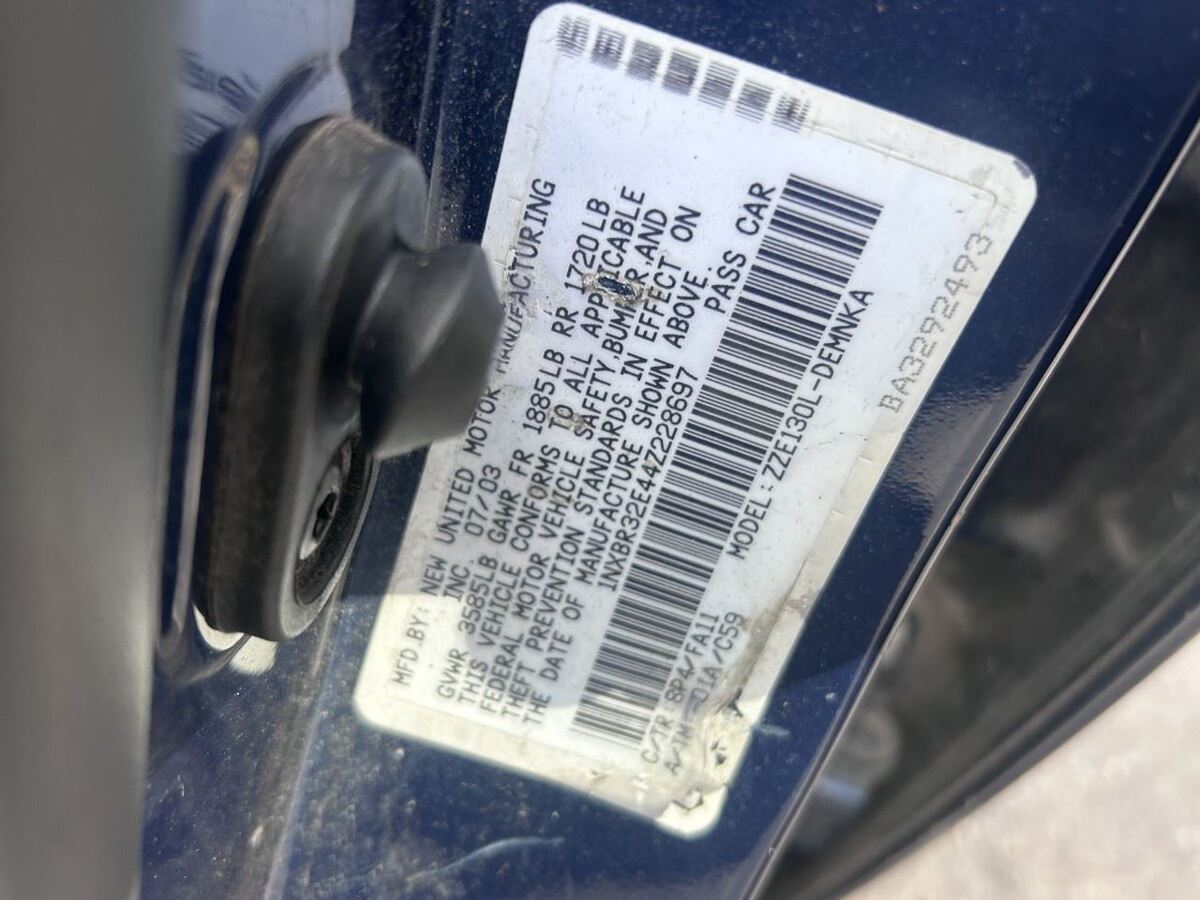 MFD.BY: NEW UNITED MOTOR MANUFACTURING
INC. 07/03
GVWR 3585LB GAWR FR 1885LB RR 1720LB
THIS VEHICLE CONFORMS TO ALL APPLICABLE
FEDERAL MOTOR VEHICLE SAFETY,BUMPER,AND
THEFT PREVENTION STANDARDS IN EFFECT ON
THE DATE OF MANUFACTURE SHOWN ABOVE.
1NXBR32E44Z228697 PASS CAR
C/TR: 8P4/FA11 MODEL: ZZE130L-DEMNKA
/C59
BA3292493